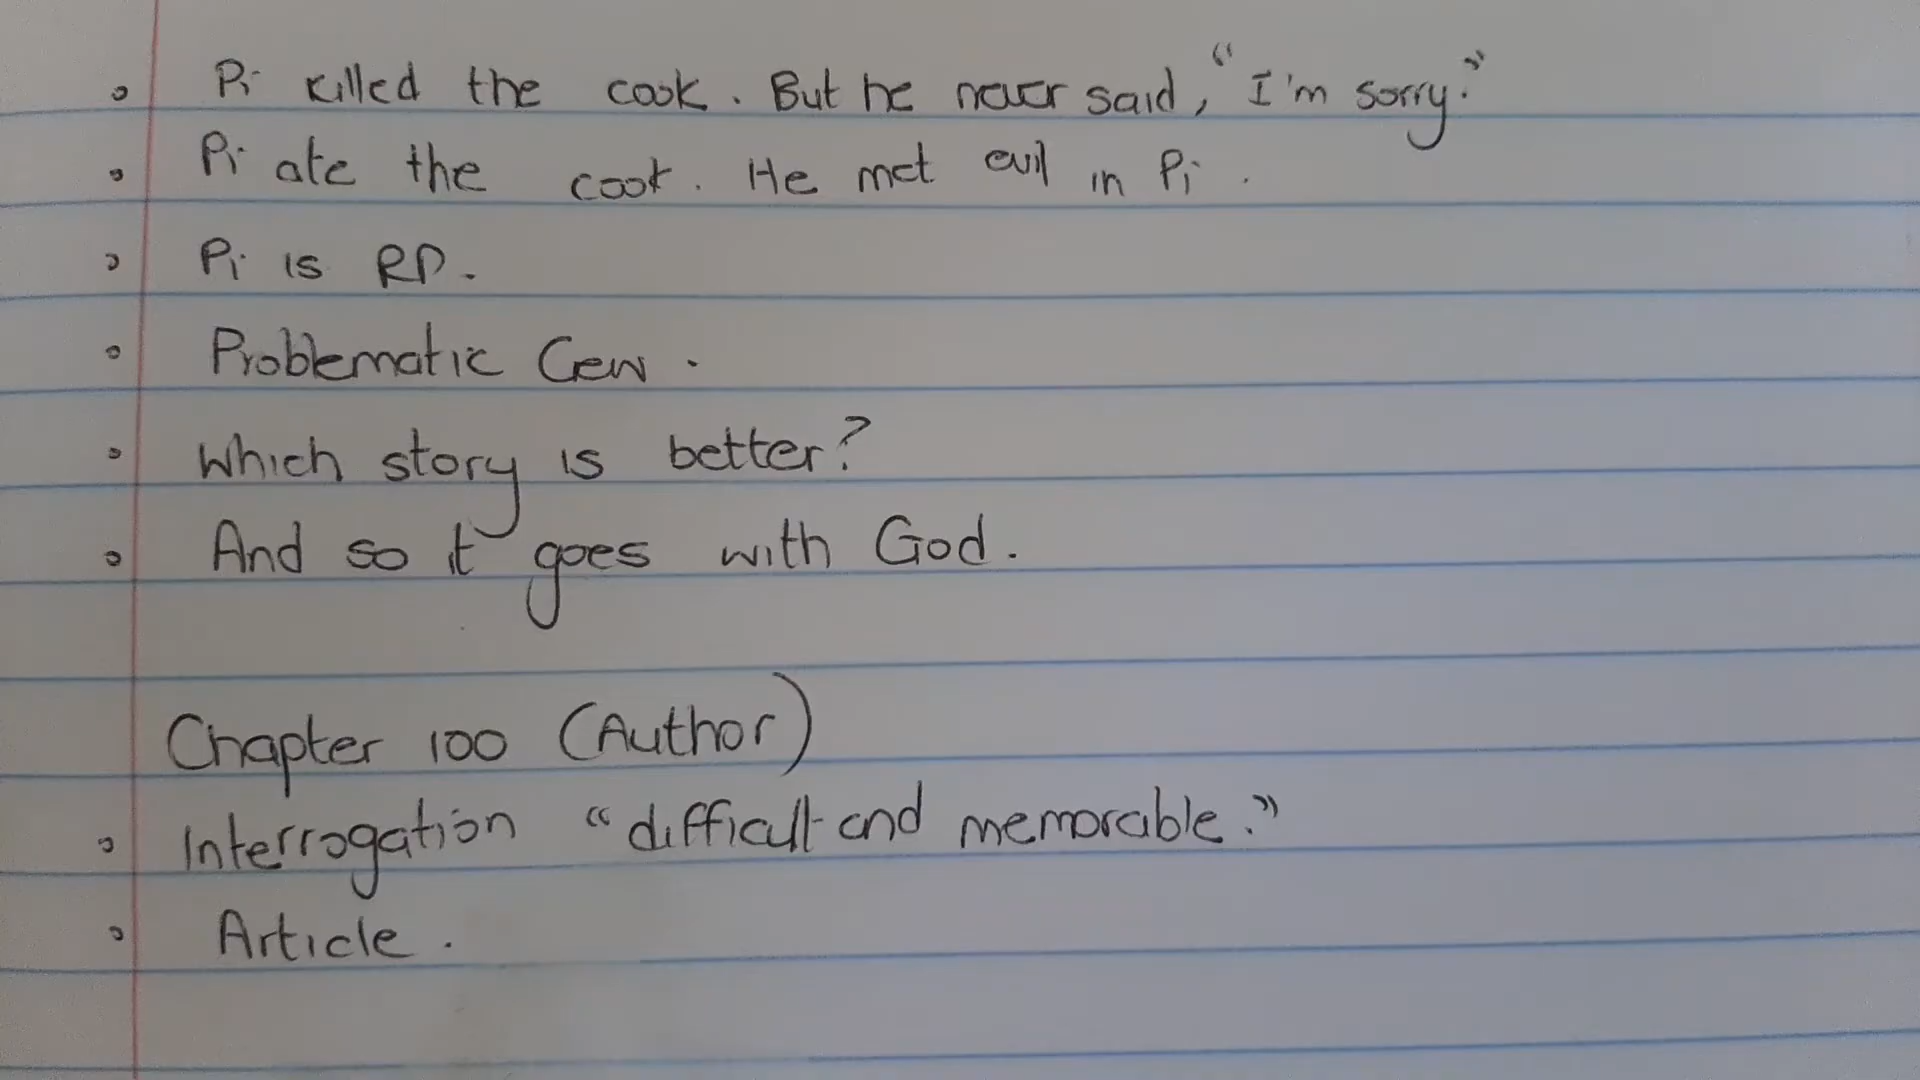 Pi killed the cook. But he never said, "I'm sorry."
Pi ate the cook. He met evil in Pi.
Pi is RP.
Problematic Crew.
Which story is better?
And so it goes with God.
Chapter 100 (Author)
Interrogation "difficult and memorable."
Article.